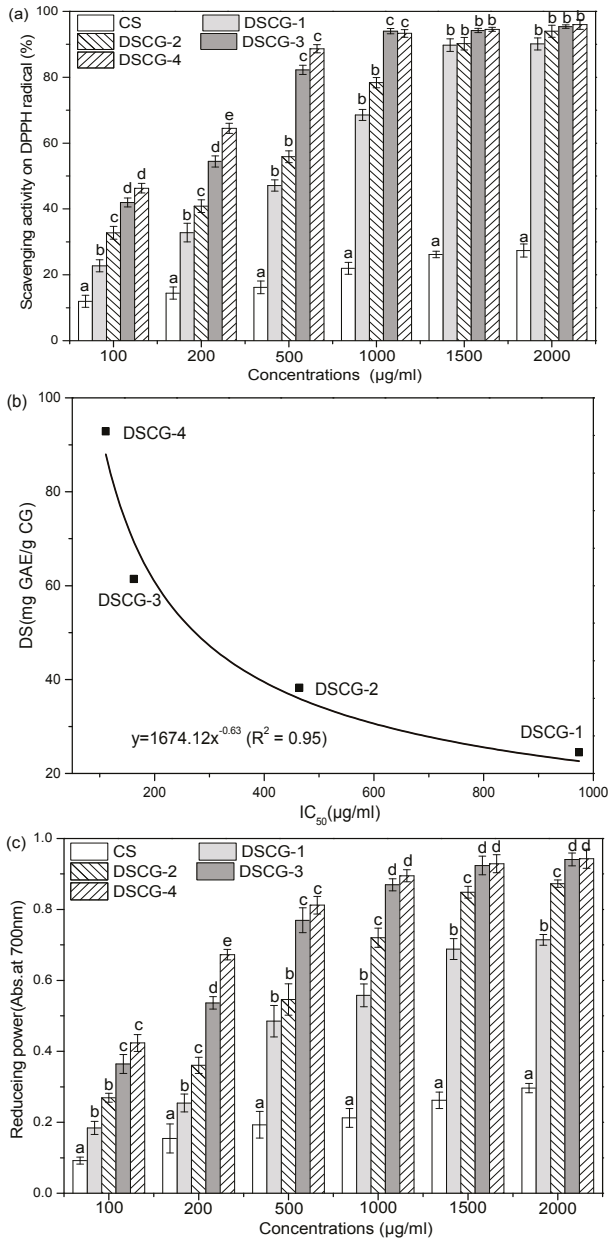 (a)
CS
DSCG-1
DSCG-2
DSCG-3
DSCG-4
Scavenging activity on DPPH radical (%)
100
80
60
40
20
0
a b c d d
a b c d e
a b b c c
a b b c c
a b b b b
a b b b b
100 200 500 1000 1500 2000
Concentrations (µg/ml)
(b)
DS(mg GAE/g CG)
100
80
60
40
20
DSCG-4
DSCG-3
DSCG-2
DSCG-1
y=1674.12x^-0.63 (R² = 0.95)
200 400 600 800 1000
IC₅₀(µg/ml)
(c)
CS
DSCG-1
DSCG-2
DSCG-3
DSCG-4
Reduceing power(Abs.at 700nm)
1.0
0.8
0.6
0.4
0.2
0.0
a b b c c
a b c d e
a b b c c
a b c d d
a b c d d
a b c d d
100 200 500 1000 1500 2000
Concentrations (µg/ml)